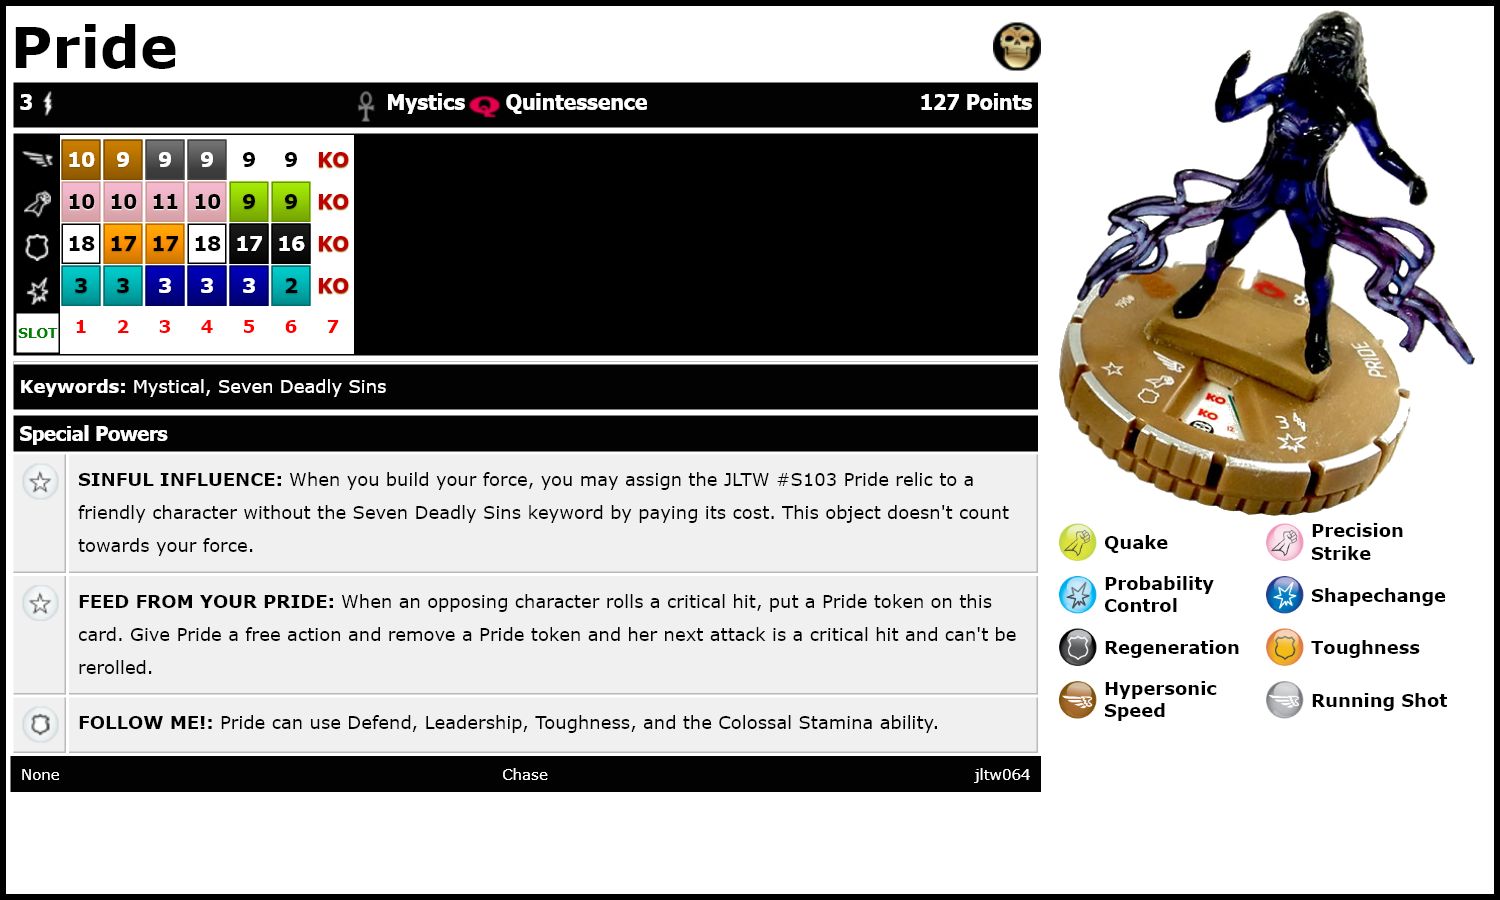 Pride
3 Mystics Quintessence 127 Points
10 9 9 9 9 9 KO
10 10 11 10 9 9 KO
18 17 17 18 17 16 KO
3 3 3 3 3 2 KO
SLOT 1 2 3 4 5 6 7
Keywords: Mystical, Seven Deadly Sins
Special Powers
SINFUL INFLUENCE: When you build your force, you may assign the JLTW #S103 Pride relic to a
friendly character without the Seven Deadly Sins keyword by paying its cost. This object doesn't count
towards your force.
FEED FROM YOUR PRIDE: When an opposing character rolls a critical hit, put a Pride token on this
card. Give Pride a free action and remove a Pride token and her next attack is a critical hit and can't be
rerolled.
FOLLOW ME!: Pride can use Defend, Leadership, Toughness, and the Colossal Stamina ability.
None Chase jltw064
PRIDE
KO
KO
12
3
Quake
Precision
Strike
Probability
Control
Shapechange
Regeneration
Toughness
Hypersonic
Speed
Running Shot